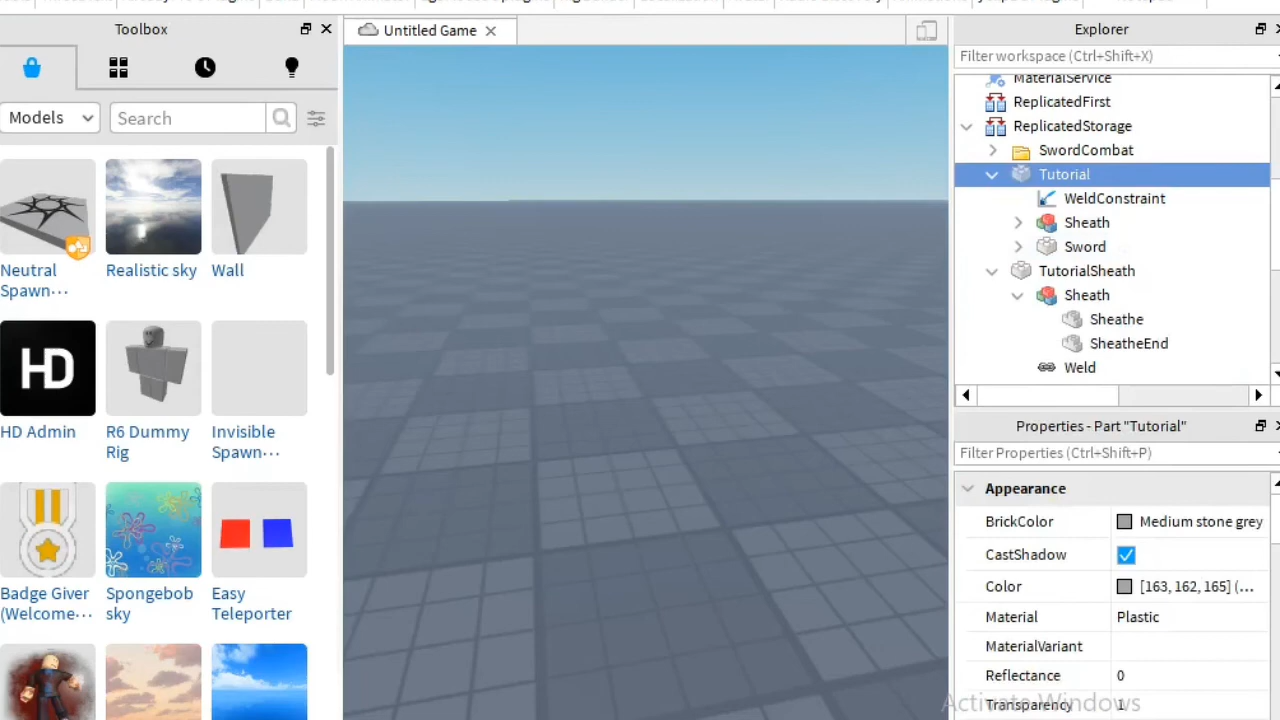 Toolbox
Untitled Game
Explorer
Filter workspace (Ctrl+Shift+X)
Models
Search
MaterialService
ReplicatedFirst
ReplicatedStorage
SwordCombat
Tutorial
WeldConstraint
Sheath
Sword
TutorialSheath
Sheath
Sheathe
SheatheEnd
Weld
Neutral
Spawn···
Realistic sky
Wall
HD
HD Admin
R6 Dummy
Rig
Invisible
Spawn···
Badge Giver
(Welcome···
Spongebob
sky
Easy
Teleporter
Properties - Part "Tutorial"
Filter Properties (Ctrl+Shift+P)
Appearance
BrickColor
Medium stone grey
CastShadow
Color
[163, 162, 165] (...
Material
Plastic
MaterialVariant
Reflectance
0
Transparency
1
Activate Windows